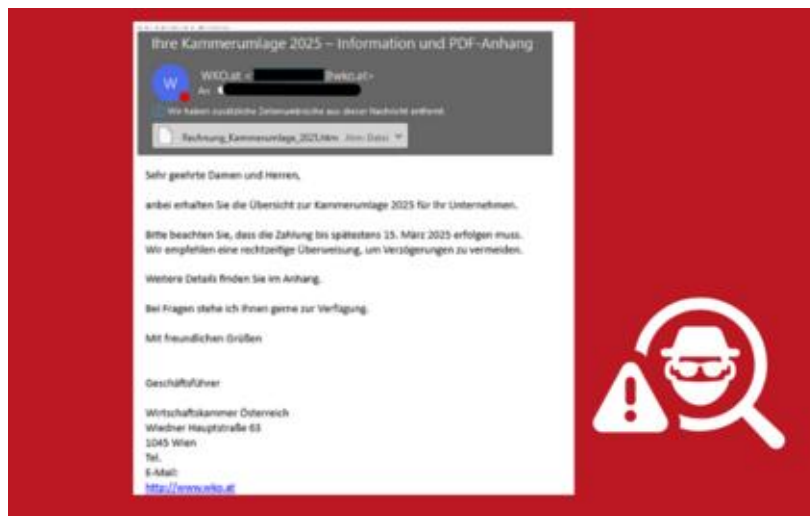 Ihre Kammerumlage 2025 – Information und PDF-Anhang
W
WKO.at < @wko.at>
An
Wir haben zusätzliche Zeilenumbrüche aus dieser Nachricht entfernt.
Rechnung_Kammerumlage_2025.htm .htm-Datei
Sehr geehrte Damen und Herren,
anbei erhalten Sie die Übersicht zur Kammerumlage 2025 für Ihr Unternehmen.
Bitte beachten Sie, dass die Zahlung bis spätestens 15. März 2025 erfolgen muss.
Wir empfehlen eine rechtzeitige Überweisung, um Verzögerungen zu vermeiden.
Weitere Details finden Sie im Anhang.
Bei Fragen stehe ich Ihnen gerne zur Verfügung.
Mit freundlichen Grüßen
Geschäftsführer
Wirtschaftskammer Österreich
Wiedner Hauptstraße 63
1045 Wien
Tel.
E-Mail:
http://www.wko.at